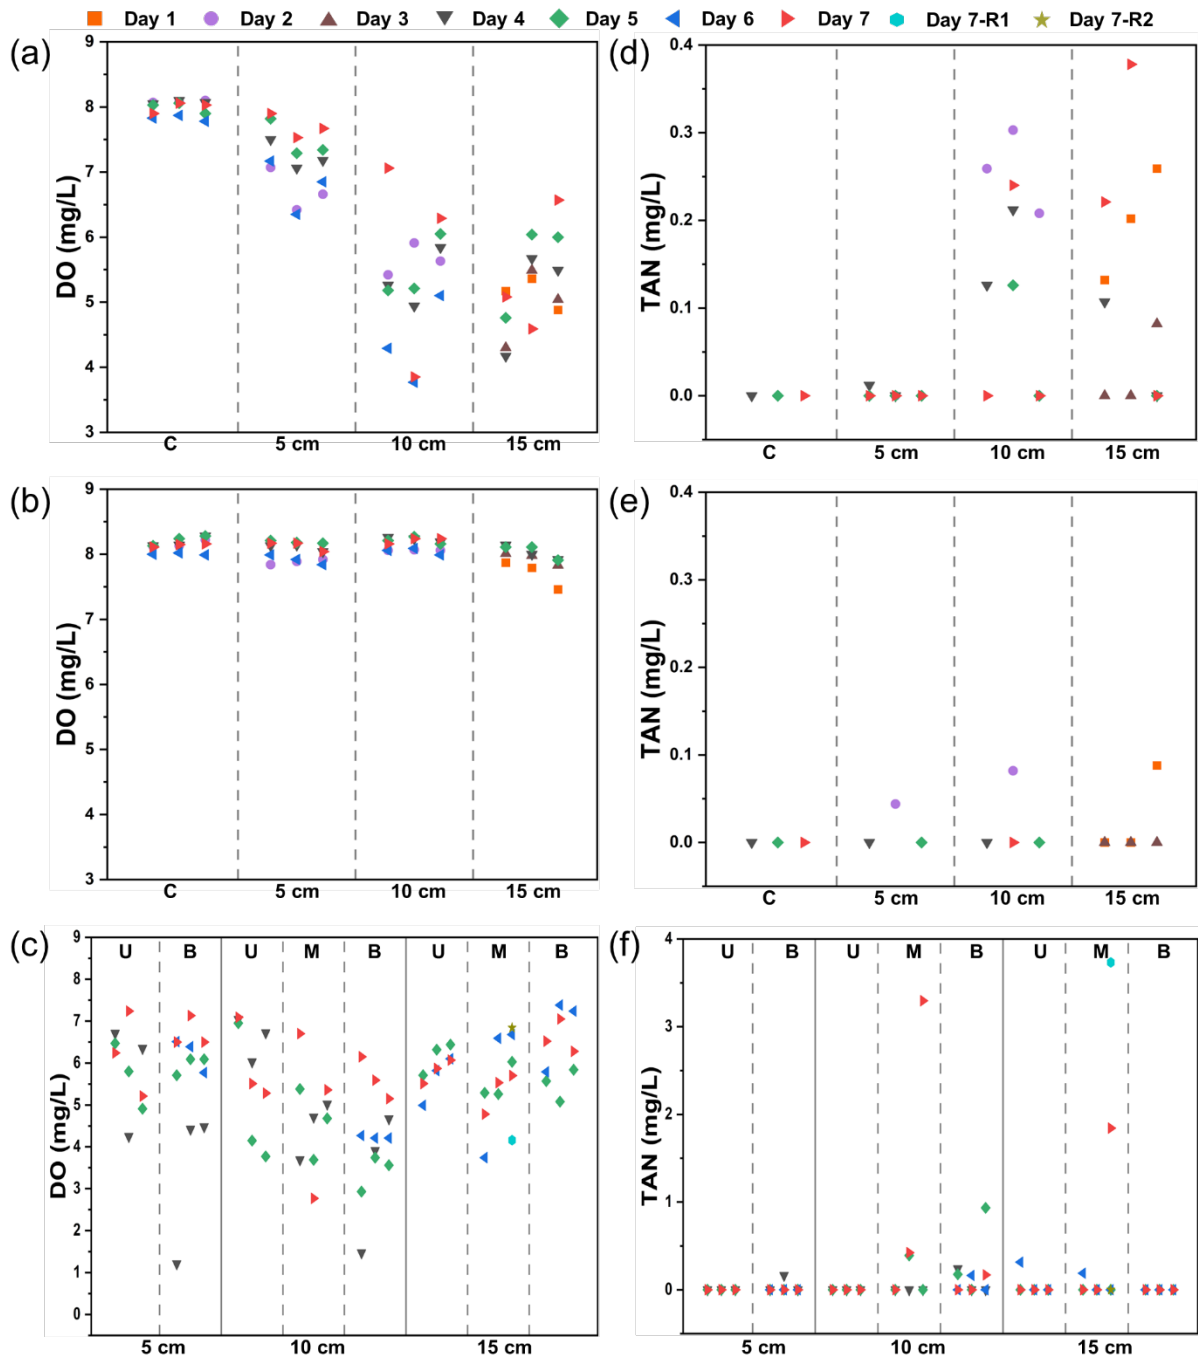 Day 1 Day 2 Day 3 Day 4 Day 5 Day 6 Day 7 Day 7-R1 Day 7-R2
(a)
DO (mg/L)
9
8
7
6
5
4
3
C 5 cm 10 cm 15 cm
(d)
TAN (mg/L)
0.4
0.3
0.2
0.1
0.0
C 5 cm 10 cm 15 cm
(b)
DO (mg/L)
9
8
7
6
5
4
3
C 5 cm 10 cm 15 cm
(e)
TAN (mg/L)
0.4
0.3
0.2
0.1
0.0
C 5 cm 10 cm 15 cm
(c)
DO (mg/L)
9
8
7
6
5
4
3
2
1
0
U B U M B U M B
5 cm 10 cm 15 cm
(f)
TAN (mg/L)
4
3
2
1
0
U B U M B U M B
5 cm 10 cm 15 cm